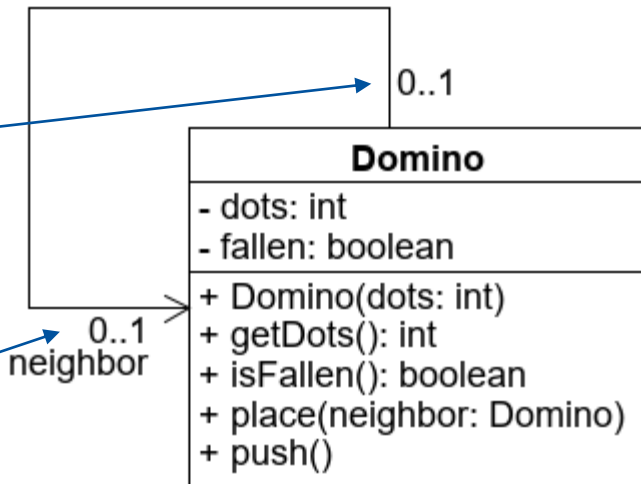 0..1
Domino
- dots: int
- fallen: boolean
+ Domino(dots: int)
0..1
+ getDots(): int
neighbor
+ isFallen(): boolean
+ place(neighbor: Domino)
+ push()